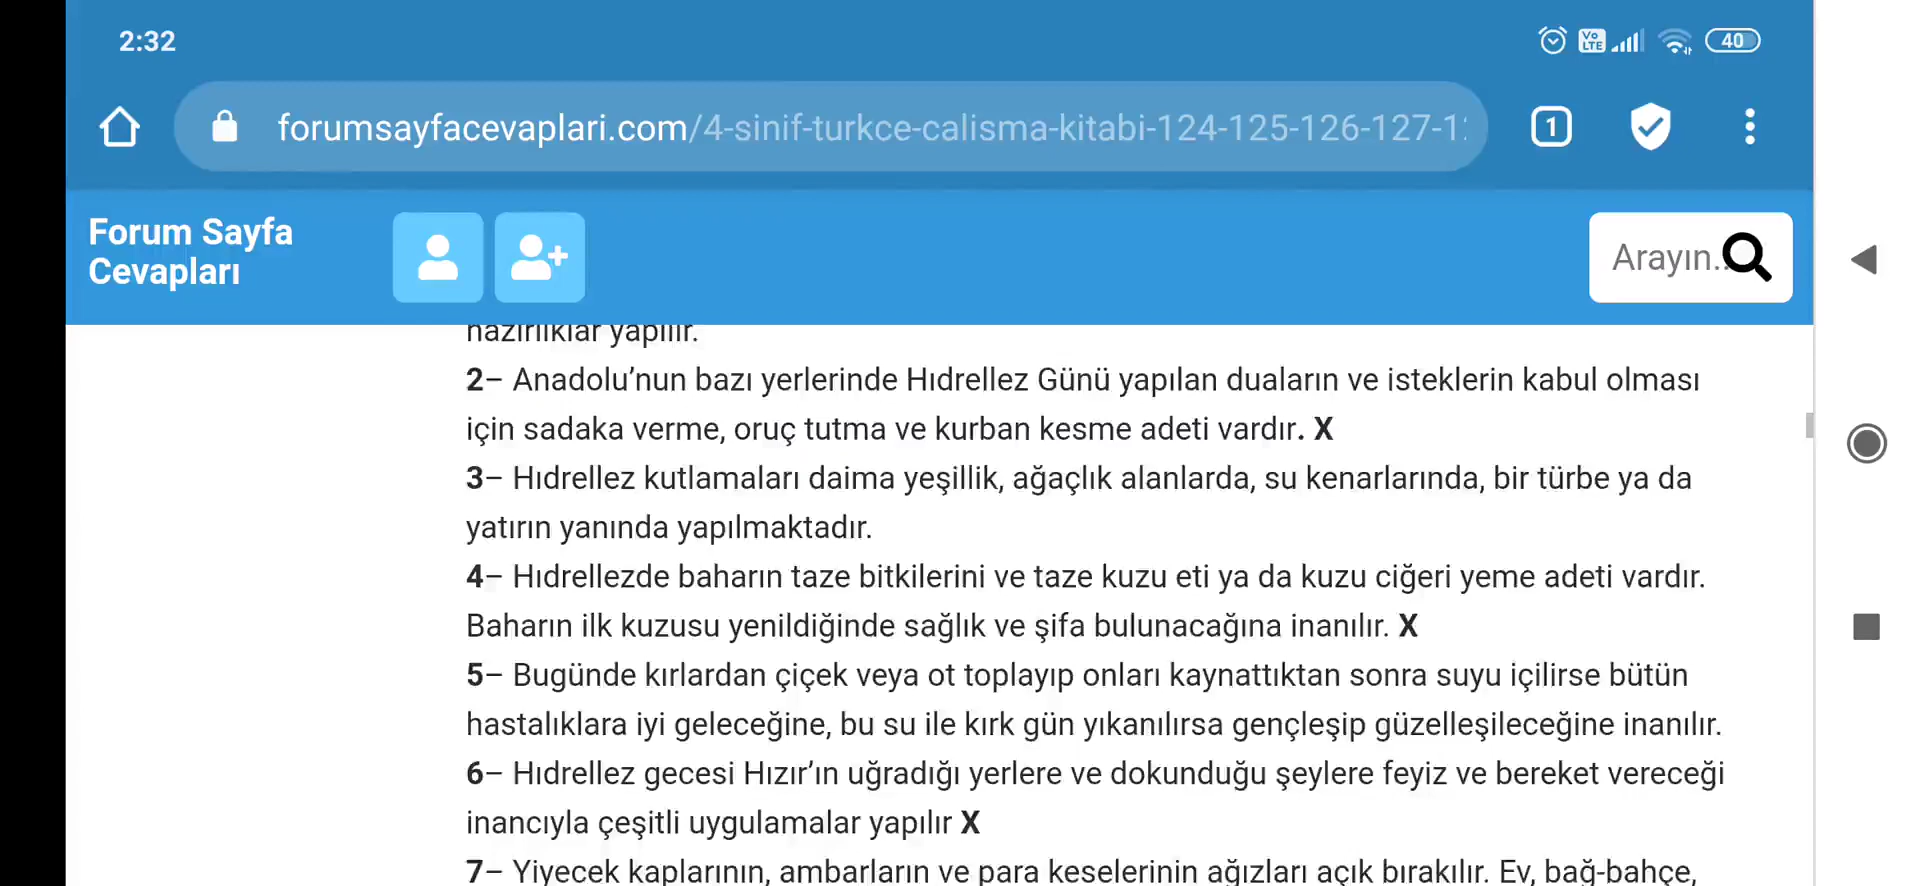 2:32
Vo LTE
40
forumsayfacevaplari.com/4-sinif-turkce-calisma-kitabi-124-125-126-127-1
1
Forum Sayfa
Cevapları
Arayın..
hazırlıklar yapılır.
2– Anadolu’nun bazı yerlerinde Hıdrellez Günü yapılan duaların ve isteklerin kabul olması
için sadaka verme, oruç tutma ve kurban kesme adeti vardır. X
3– Hıdrellez kutlamaları daima yeşillik, ağaçlık alanlarda, su kenarlarında, bir türbe ya da
yatırın yanında yapılmaktadır.
4– Hıdrellezde baharın taze bitkilerini ve taze kuzu eti ya da kuzu ciğeri yeme adeti vardır.
Baharın ilk kuzusu yenildiğinde sağlık ve şifa bulunacağına inanılır. X
5– Bugünde kırlardan çiçek veya ot toplayıp onları kaynattıktan sonra suyu içilirse bütün
hastalıklara iyi geleceğine, bu su ile kırk gün yıkanılırsa gençleşip güzelleşileceğine inanılır.
6– Hıdrellez gecesi Hızır’ın uğradığı yerlere ve dokunduğu şeylere feyiz ve bereket vereceği
inancıyla çeşitli uygulamalar yapılır X
7– Yiyecek kaplarının, ambarların ve para keselerinin ağızları açık bırakılır. Ev, bağ-bahçe,